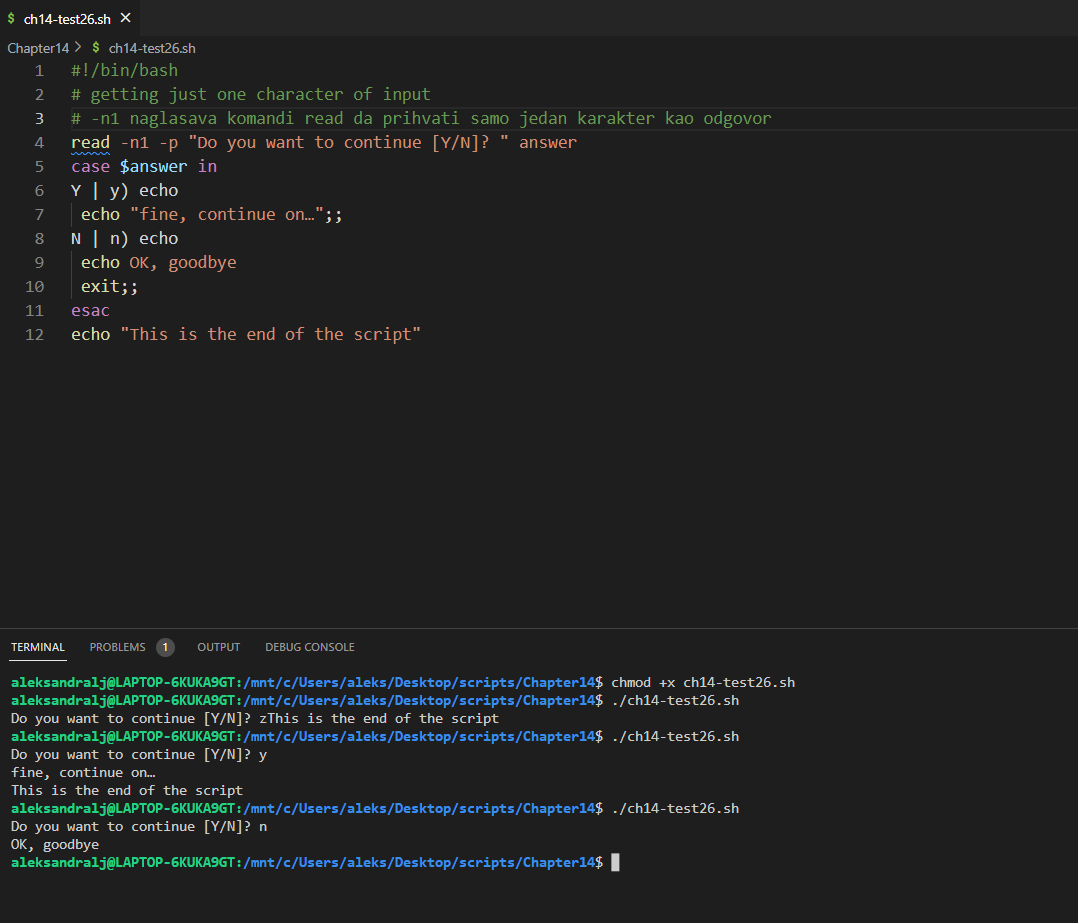 $ ch14-test26.sh ×
Chapter14 > $ ch14-test26.sh
1 #!/bin/bash
2 # getting just one character of input
3 # -n1 naglasava komandi read da prihvati samo jedan karakter kao odgovor
4 read -n1 -p "Do you want to continue [Y/N]? " answer
5 case $answer in
6 Y | y) echo
7  echo "fine, continue on…";;
8 N | n) echo
9  echo OK, goodbye
10  exit;;
11 esac
12 echo "This is the end of the script"
TERMINAL PROBLEMS 1 OUTPUT DEBUG CONSOLE
aleksandralj@LAPTOP-6KUKA9GT:/mnt/c/Users/aleks/Desktop/scripts/Chapter14$ chmod +x ch14-test26.sh
aleksandralj@LAPTOP-6KUKA9GT:/mnt/c/Users/aleks/Desktop/scripts/Chapter14$ ./ch14-test26.sh
Do you want to continue [Y/N]? zThis is the end of the script
aleksandralj@LAPTOP-6KUKA9GT:/mnt/c/Users/aleks/Desktop/scripts/Chapter14$ ./ch14-test26.sh
Do you want to continue [Y/N]? y
fine, continue on…
This is the end of the script
aleksandralj@LAPTOP-6KUKA9GT:/mnt/c/Users/aleks/Desktop/scripts/Chapter14$ ./ch14-test26.sh
Do you want to continue [Y/N]? n
OK, goodbye
aleksandralj@LAPTOP-6KUKA9GT:/mnt/c/Users/aleks/Desktop/scripts/Chapter14$